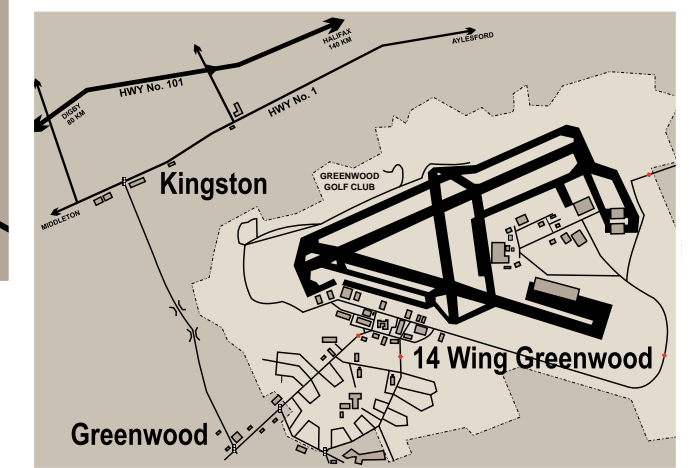 HALIFAX
140 KM
AYLESFORD
HWY No. 101
DIGBY
80 KM
HWY No. 1
Kingston
GREENWOOD
GOLF CLUB
MIDDLETON
14 Wing Greenwood
Greenwood